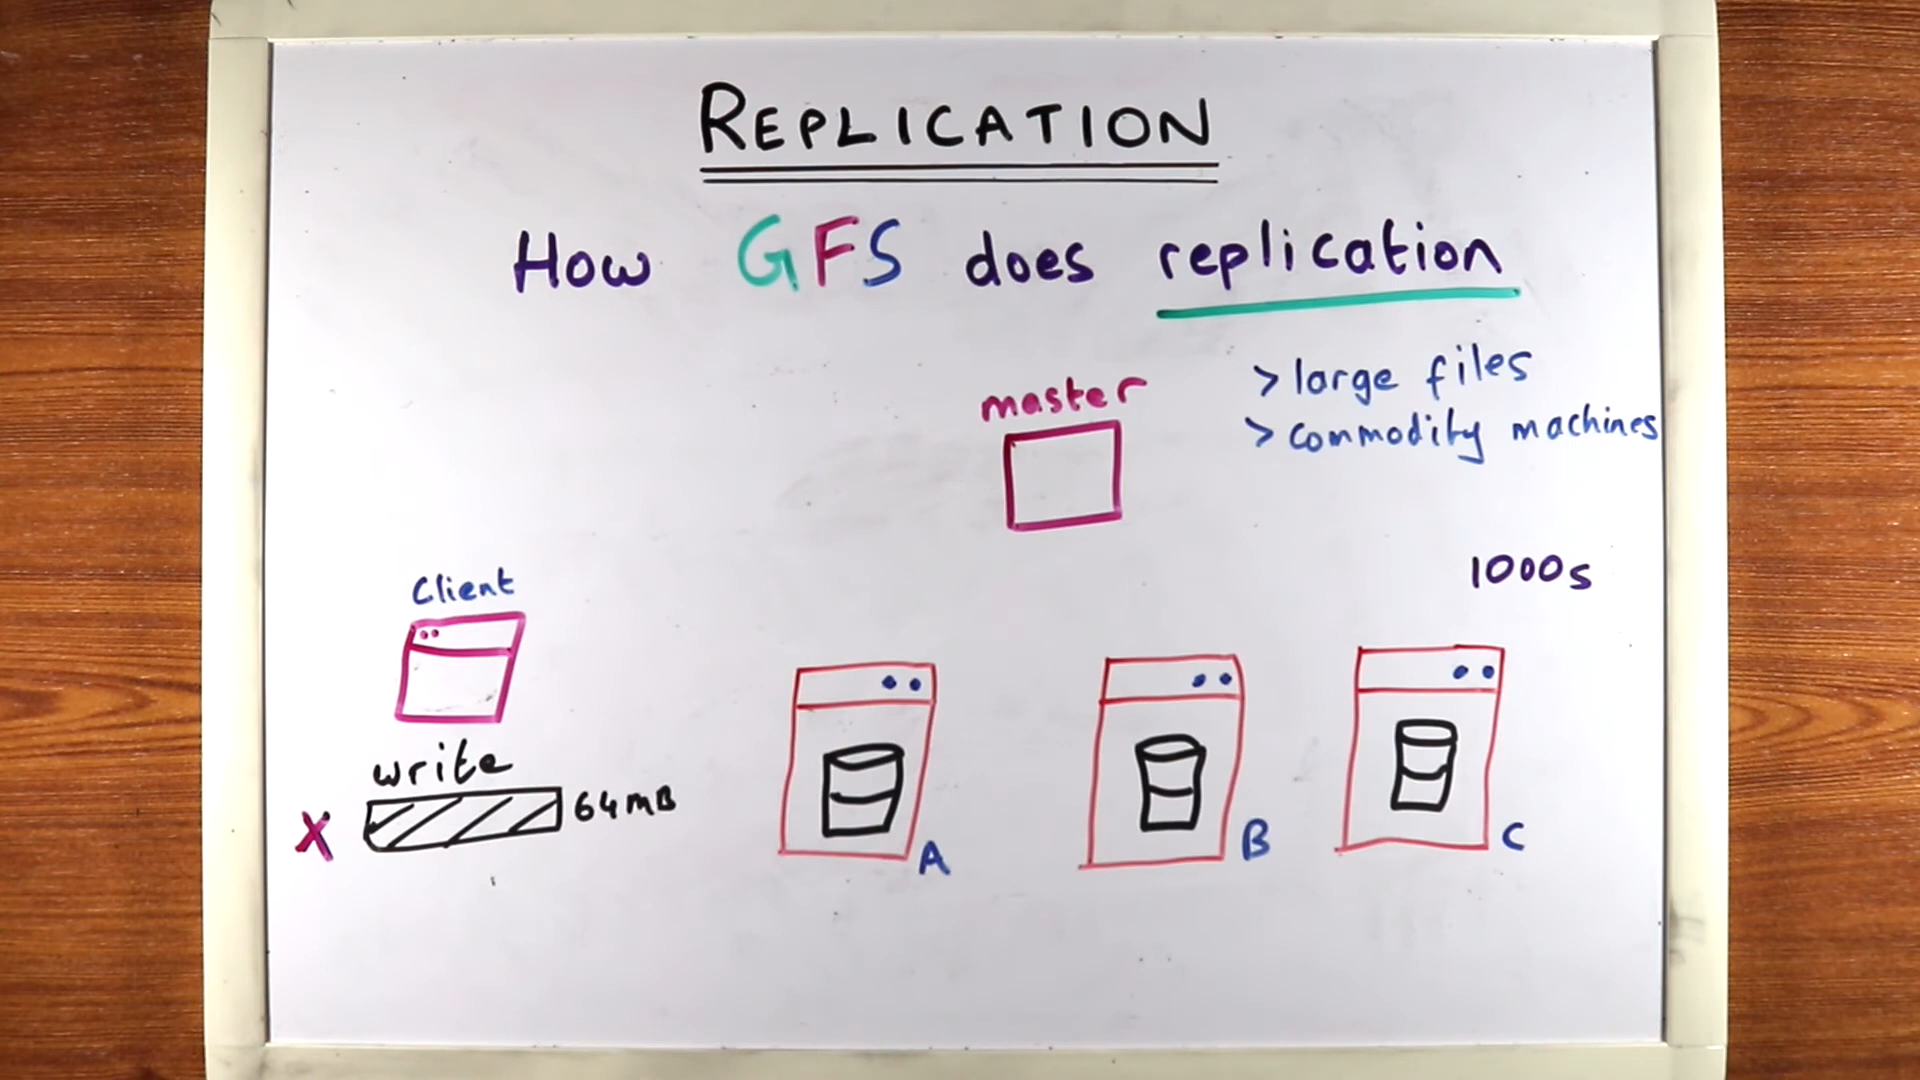 REPLICATION
How GFS does replication
> large files
> commodity machines
master
1000s
Client
write
X 64MB
A
B
C